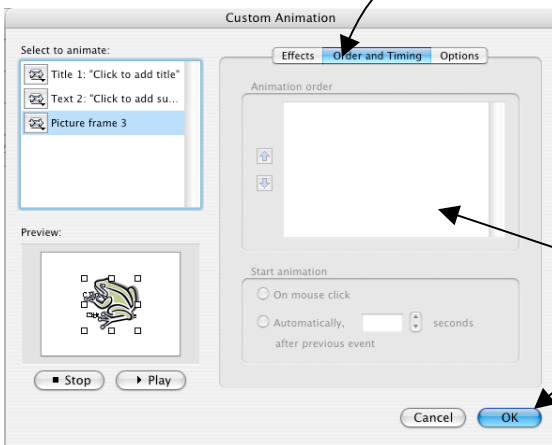 Custom Animation
Select to animate:
Effects
Order and Timing
Options
Title 1: "Click to add title"
Text 2: "Click to add su...
Picture frame 3
Animation order
Preview:
Start animation
On mouse click
Automatically, seconds
after previous event
Stop
Play
Cancel
OK